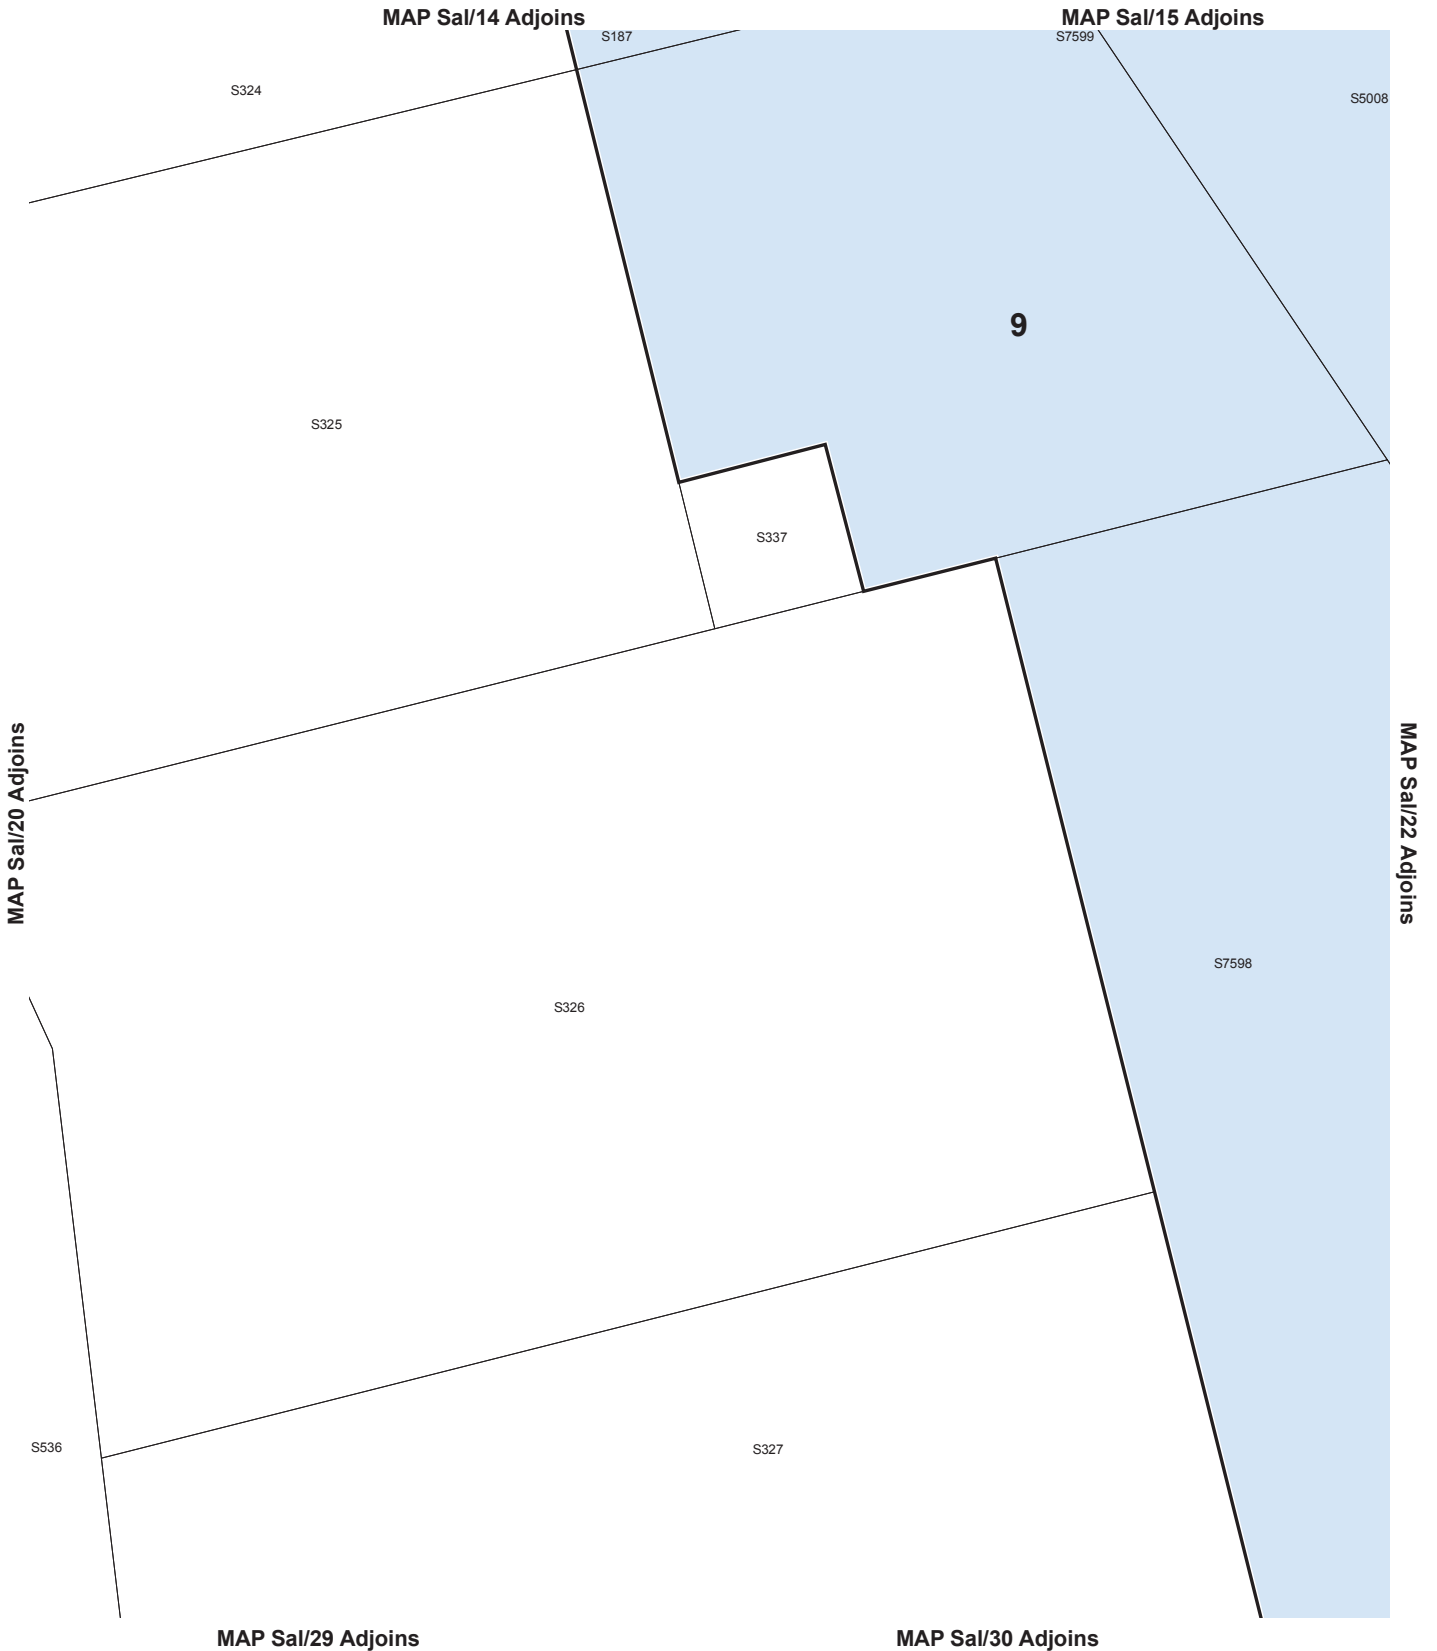 MAP Sal/14 Adjoins
MAP Sal/15 Adjoins
S187
S7599
S324
S5008
9
S325
S337
MAP Sal/20 Adjoins
MAP Sal/22 Adjoins
S7598
S326
S536
S327
MAP Sal/29 Adjoins
MAP Sal/30 Adjoins